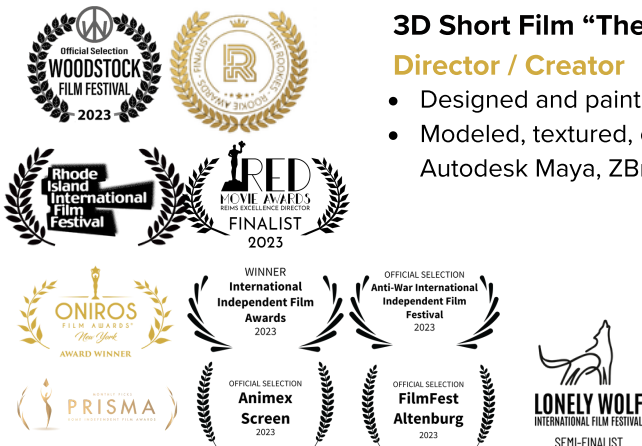 Official Selection
WOODSTOCK
FILM FESTIVAL
2023
THE ROOKIES · ROOKIE AWARDS · FINALIST
R
3D Short Film “The
Director / Creator
• Designed and paint
• Modeled, textured,
Autodesk Maya, ZBr
Rhode
Island
International
Film
Festival
RED
MOVIE AWARDS
REIMS EXCELLENCE DIRECTOR
FINALIST
2023
ONIROS
FILM AWARDS®
New York
AWARD WINNER
WINNER
International
Independent Film
Awards
2023
OFFICIAL SELECTION
Anti-War International
Independent Film
Festival
2023
PRISMA
OFFICIAL SELECTION
Animex
Screen
2023
OFFICIAL SELECTION
FilmFest
Altenburg
2023
LONELY WOLF
INTERNATIONAL FILM FESTIVAL
SEMI-FINALIST